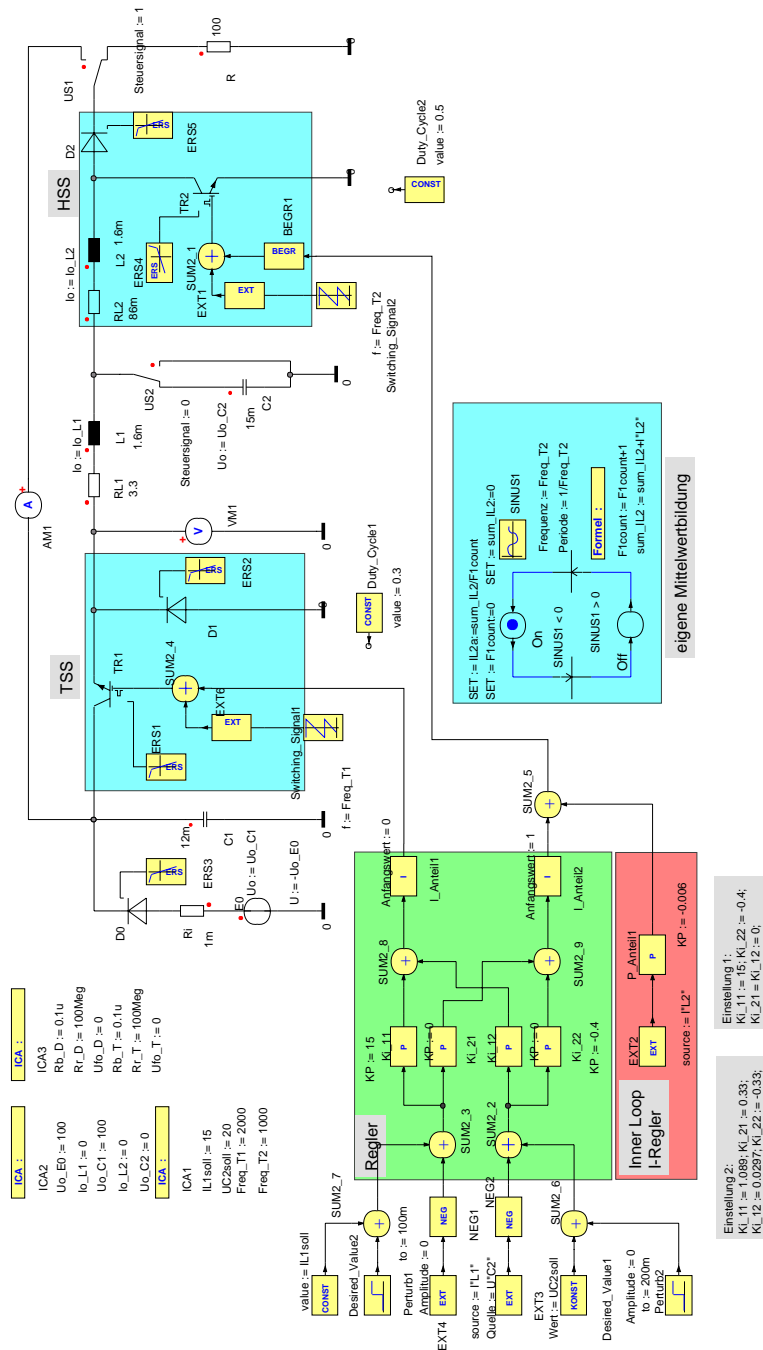 ICA :
ICA2
Uo_E0 := 100
Io_L1 := 0
Uo_C1 := 100
Io_L2 := 0
Uo_C2 := 0
ICA :
ICA3
Rb_D := 0.1u
Rr_D := 100Meg
Ufo_D := 0
Rb_T := 0.1u
Rr_T := 100Meg
Ufo_T := 0
ICA :
ICA1
IL1soll := 15
UC2soll := 20
Freq_T1 := 2000
Freq_T2 := 1000
D0
ERS
ERS3
Ri
1m
E0
U := -Uo_E0
0
12m
C1
Uo := Uo_C1
0
f := Freq_T1
TSS
ERS
ERS1
TR1
SUM2_4
EXT
EXT6
Switching_Signal1
D1
ERS
ERS2
0
AM1
A
+
V
+
VM1
0
CONST
Duty_Cycle1
value := 0.3
RL1
3.3
Io := Io_L1
L1
1.6m
US2
Steuersignal := 0
Uo := Uo_C2
15m
C2
0
HSS
Io := Io_L2
RL2
86m
L2
1.6m
ERS
ERS4
TR2
SUM2_1
EXT
EXT1
BEGR
BEGR1
f := Freq_T2
Switching_Signal2
D2
ERS
ERS5
0
US1
Steuersignal := 1
100
R
0
CONST
Duty_Cycle2
value := 0.5
value := IL1soll
CONST
Desired_Value2
SUM2_7
Perturb1
to := 100m
Amplitude := 0
EXT
EXT4
source := I"L1"
NEG
NEG1
Quelle := U"C2"
EXT
EXT3
NEG
NEG2
Wert := UC2soll
KONST
Desired_Value1
SUM2_6
Amplitude := 0
to := 200m
Perturb2
Regler
SUM2_3
SUM2_2
KP := 15
P
Ki_11
KP := 0
P
Ki_21
P
Ki_12
KP := 0
P
Ki_22
KP := -0.4
SUM2_8
SUM2_9
Anfangswert := 0
I
I_Anteil1
Anfangswert := 1
I
I_Anteil2
SUM2_5
Inner Loop
I-Regler
EXT2
EXT
source := I"L2"
P_Anteil1
P
KP := -0.006
SET := IL2a:=sum_IL2/F1count
SET := F1count:=0
SET := sum_IL2:=0
On
SINUS1 < 0
SINUS1 > 0
Off
SINUS1
Frequenz := Freq_T2
Periode := 1/Freq_T2
Formel :
F1count := F1count+1
sum_IL2 := sum_IL2+I"L2"
eigene Mittelwertbildung
Einstellung 2:
Ki_11 := 1.089; Ki_21 := 0.33;
Ki_12 := 0.0297; Ki_22 := -0.33;
Einstellung 1:
Ki_11 := 15; Ki_22 := -0.4;
Ki_21 = Ki_12 := 0;